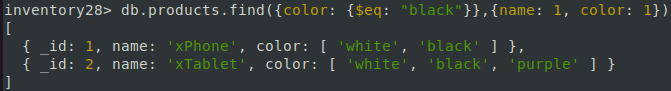 inventory28> db.products.find({color: {$eq: "black"}},{name: 1, color: 1})
[
  { _id: 1, name: 'xPhone', color: [ 'white', 'black' ] },
  { _id: 2, name: 'xTablet', color: [ 'white', 'black', 'purple' ] }
]